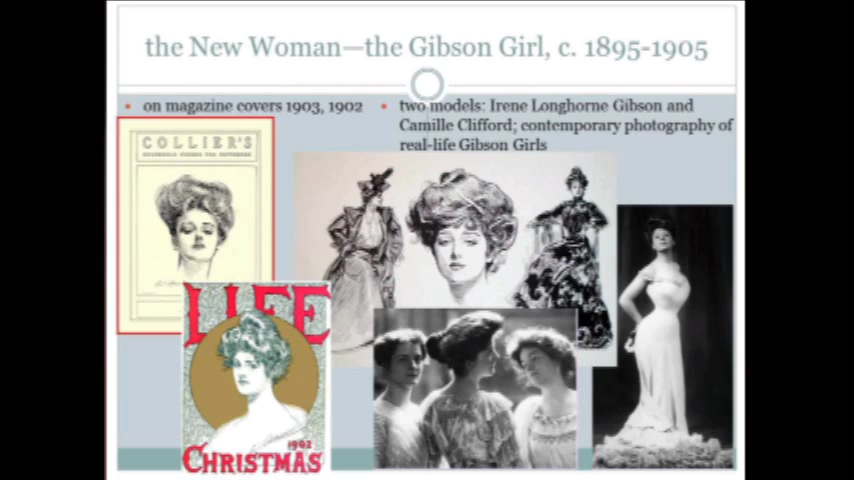 the New Woman—the Gibson Girl, c. 1895-1905
• on magazine covers 1903, 1902
• two models: Irene Longhorne Gibson and
Camille Clifford; contemporary photography of
real-life Gibson Girls
COLLIER'S
LIFE
1902
CHRISTMAS